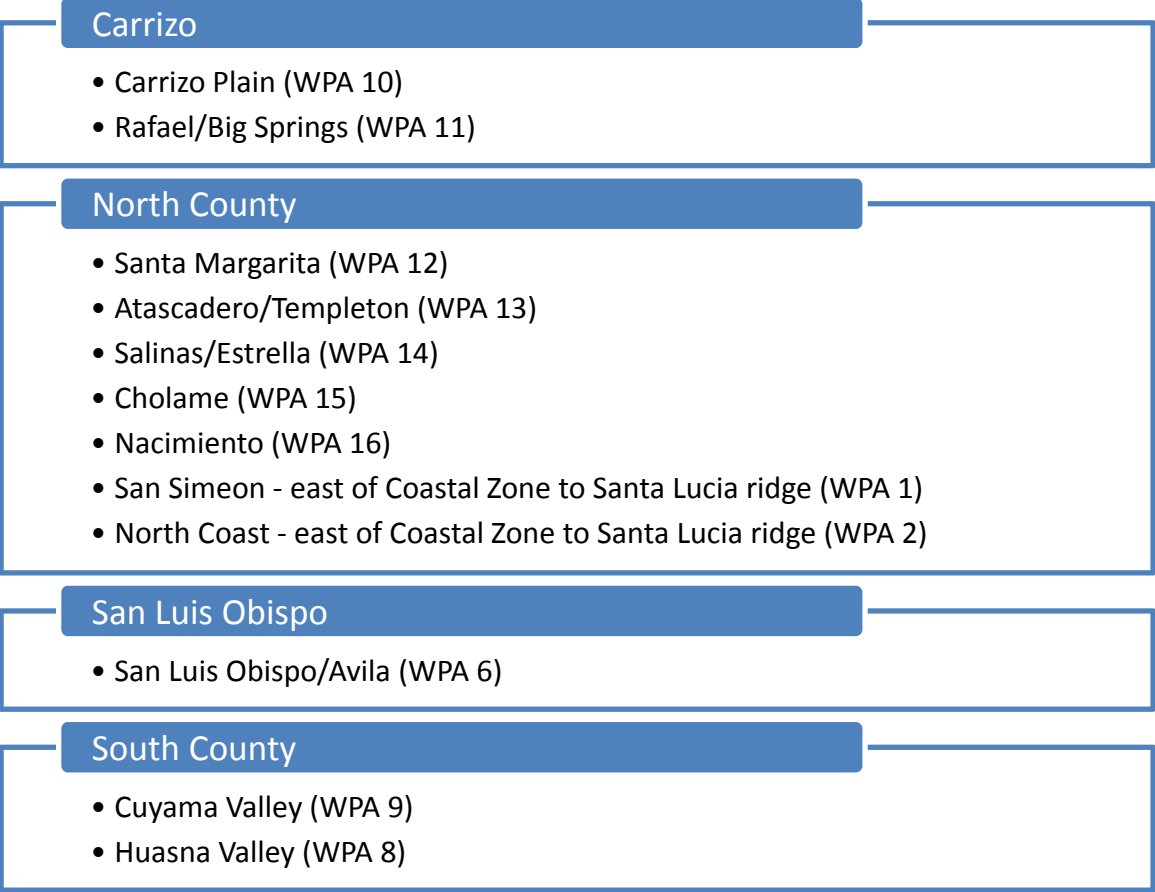 Carrizo
• Carrizo Plain (WPA 10)
• Rafael/Big Springs (WPA 11)
North County
• Santa Margarita (WPA 12)
• Atascadero/Templeton (WPA 13)
• Salinas/Estrella (WPA 14)
• Cholame (WPA 15)
• Nacimiento (WPA 16)
• San Simeon - east of Coastal Zone to Santa Lucia ridge (WPA 1)
• North Coast - east of Coastal Zone to Santa Lucia ridge (WPA 2)
San Luis Obispo
• San Luis Obispo/Avila (WPA 6)
South County
• Cuyama Valley (WPA 9)
• Huasna Valley (WPA 8)